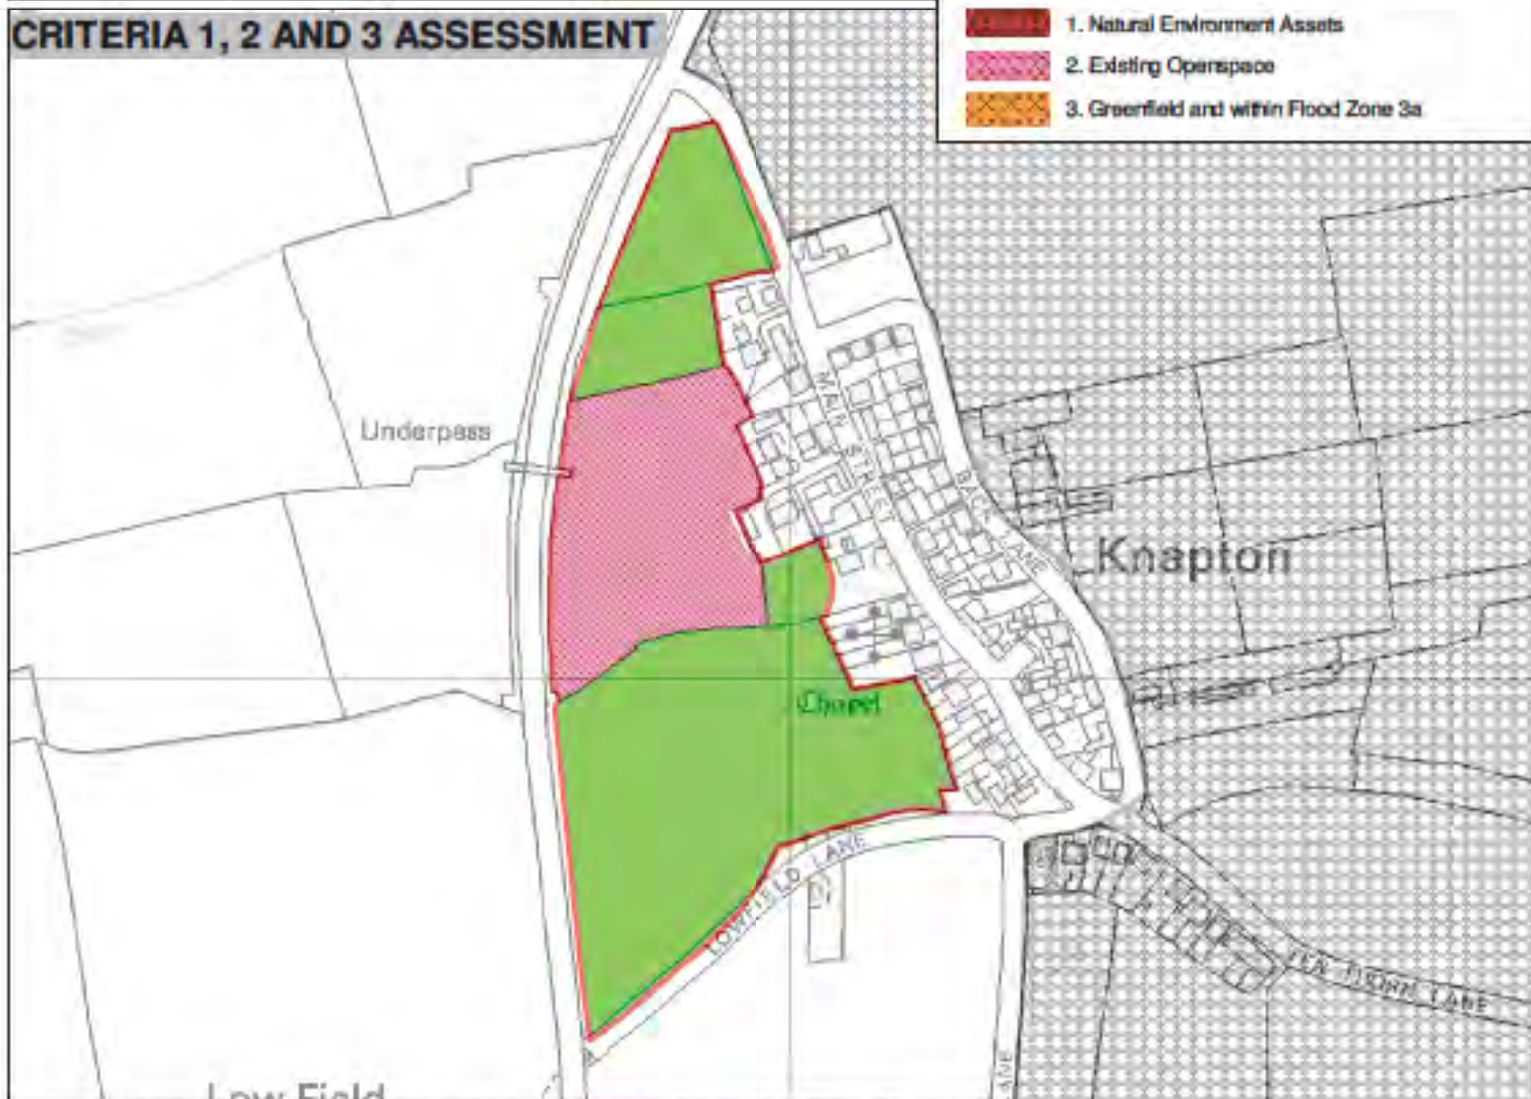 CRITERIA 1, 2 AND 3 ASSESSMENT
1. Natural Environment Assets
2. Existing Openspace
3. Greenfield and within Flood Zone 3a
Underpass
MAIN STREET
BACK LANE
Knapton
Chapel
LOWFIELD LANE
TEN THORN LANE
LANE
Low Field